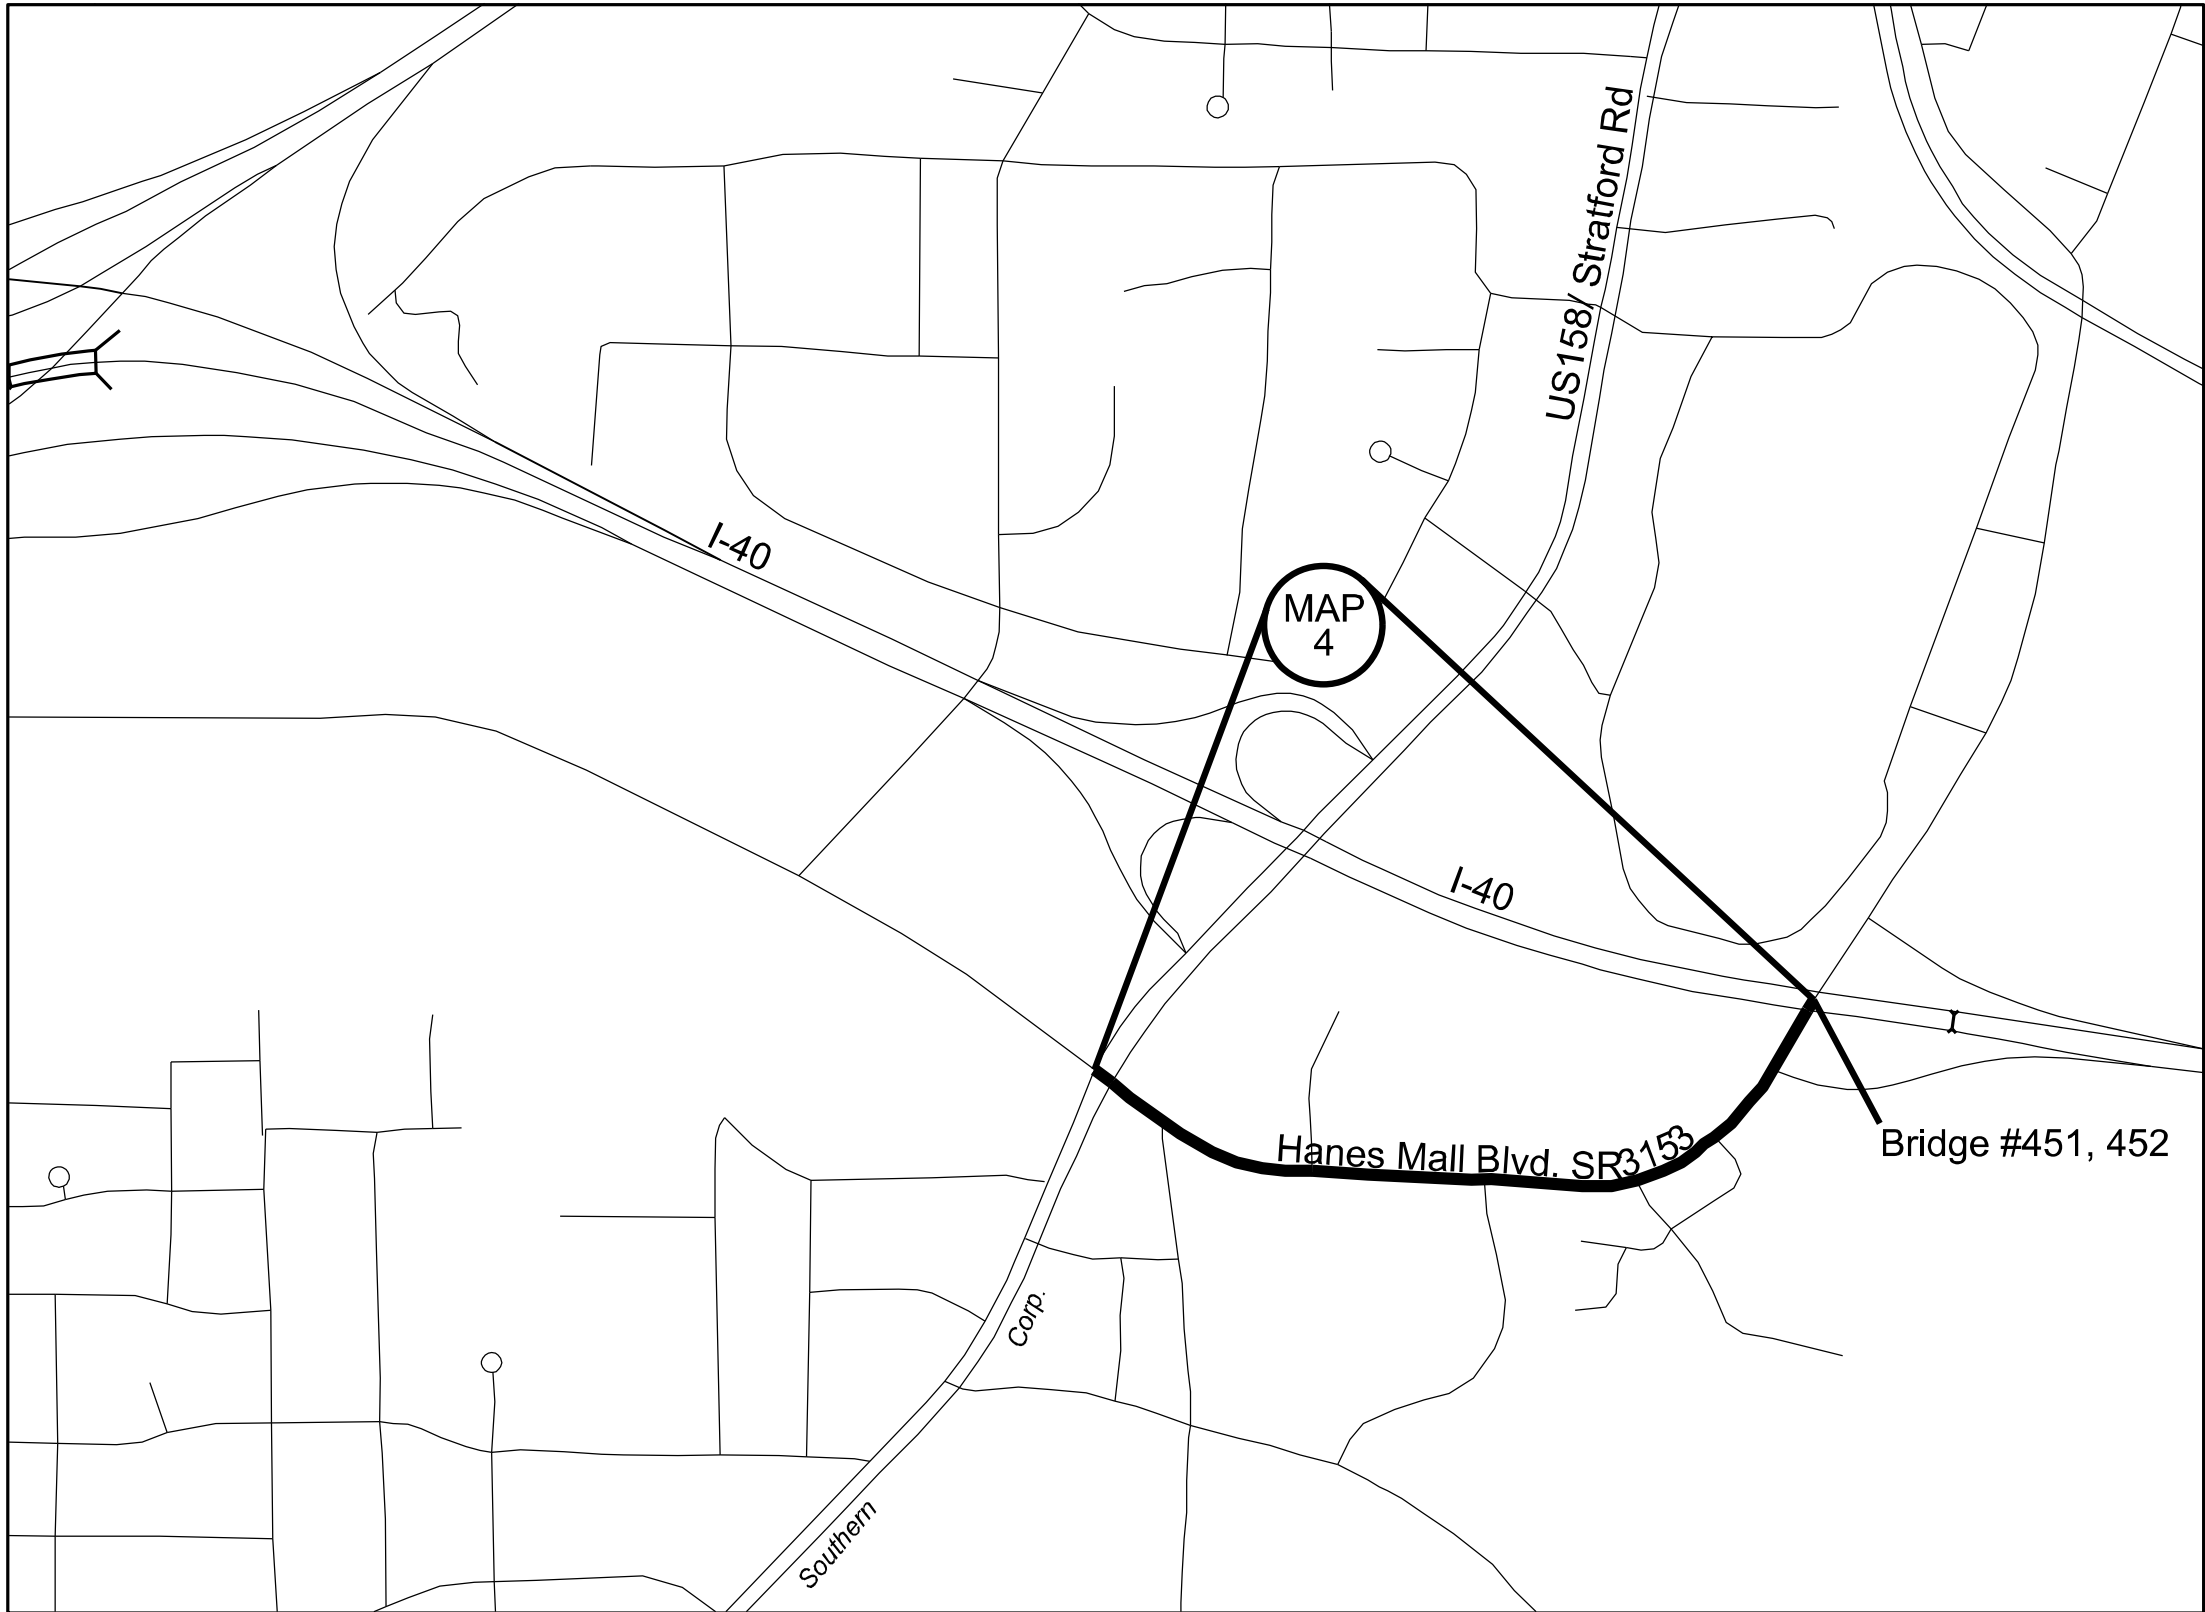 US158/ Stratford Rd
I-40
MAP
4
I-40
Hanes Mall Blvd. SR3153
Bridge #451, 452
Corp.
Southern